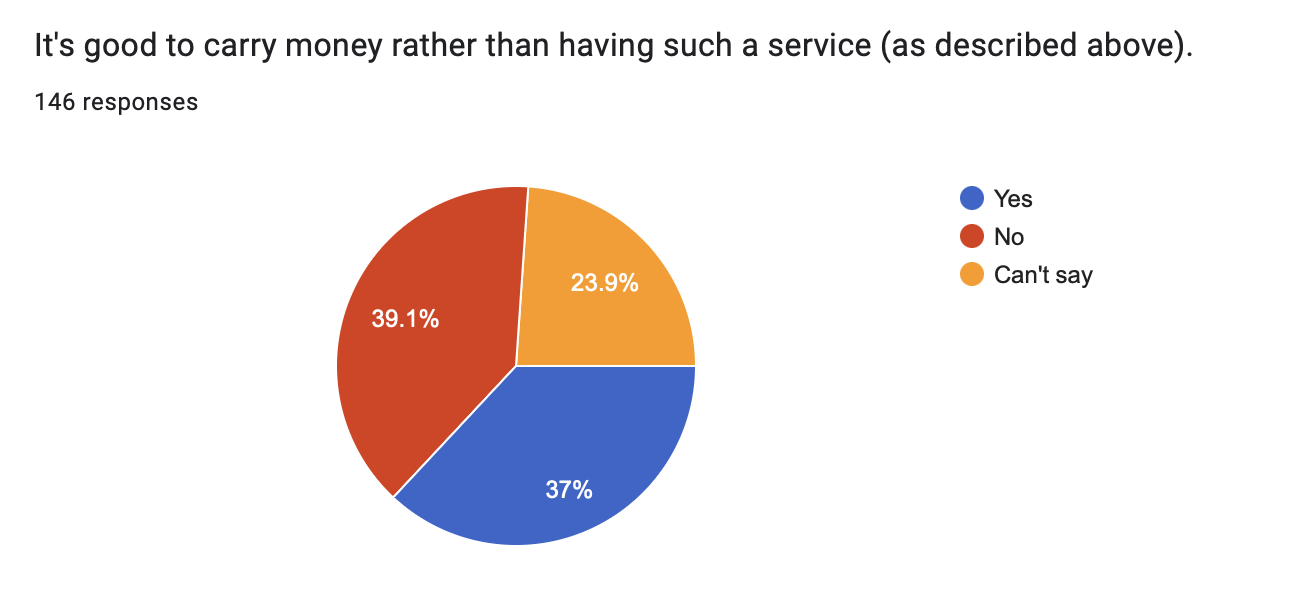 It's good to carry money rather than having such a service (as described above).
146 responses
Yes
No
Can't say
23.9%
39.1%
37%